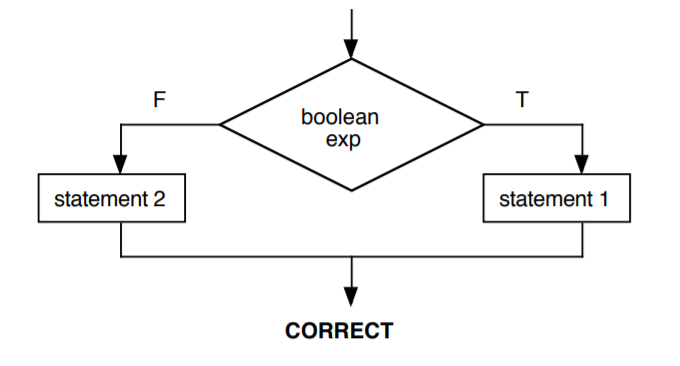 F
T
boolean
exp
statement 2
statement 1
CORRECT